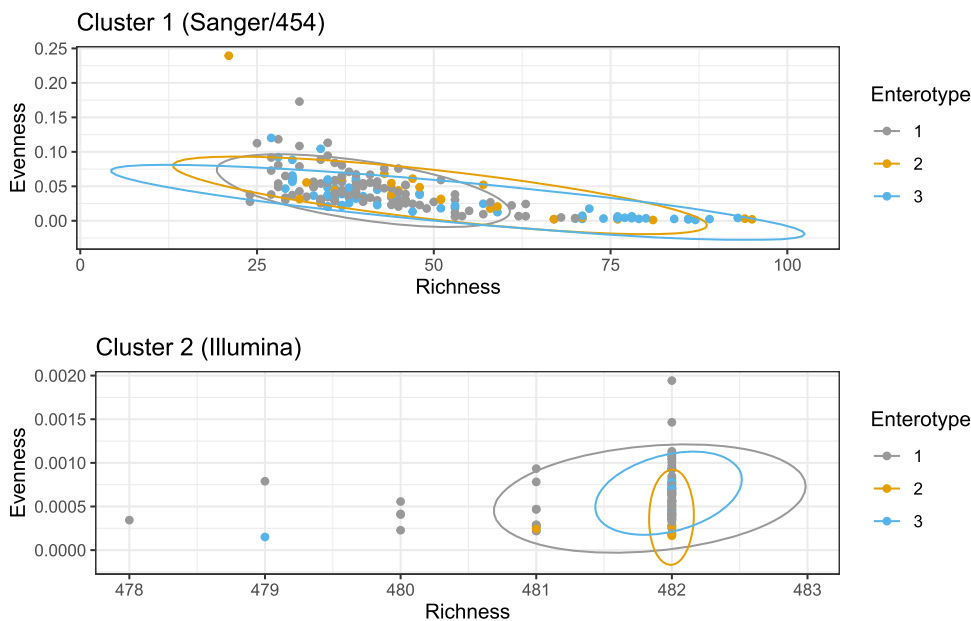 Cluster 1 (Sanger/454)
Evenness
0.25
0.20
0.15
0.10
0.05
0.00
0 25 50 75 100
Richness
Enterotype
1
2
3
Cluster 2 (Illumina)
Evenness
0.0020
0.0015
0.0010
0.0005
0.0000
478 479 480 481 482 483
Richness
Enterotype
1
2
3